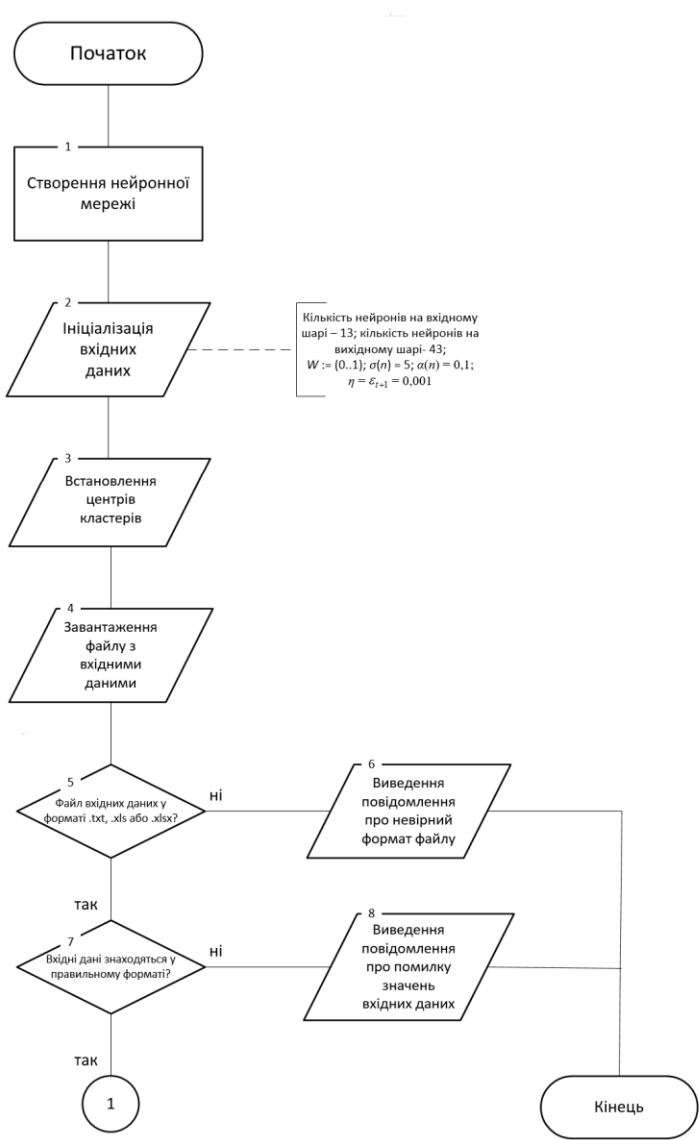 Початок
1
Створення нейронної
мережі
2
Ініціалізація
вхідних
даних
Кількість нейронів на вхідному
шарі – 13; кількість нейронів на
вихідному шарі- 43;
W := (0..1); σ(n) = 5; α(n) = 0,1;
η = ε_{t+1} = 0,001
3
Встановлення
центрів
кластерів
4
Завантаження
файлу з
вхідними
даними
5
Файл вхідних даних у
форматі .txt, .xls або .xlsx?
ні
6
Виведення
повідомлення
про невірний
формат файлу
так
7
Вхідні дані знаходяться у
правильному форматі?
ні
8
Виведення
повідомлення
про помилку
значень
вхідних даних
так
1
Кінець